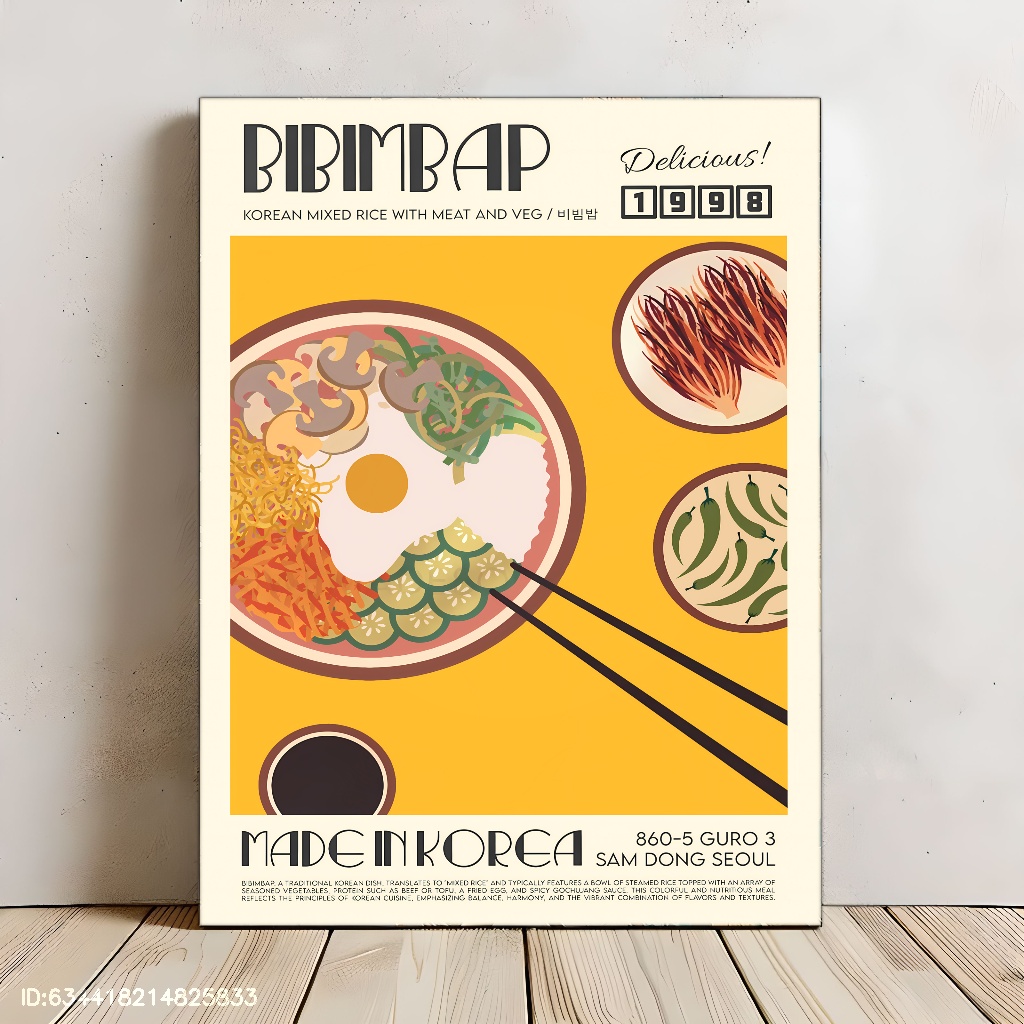 BIBIMBAP
Delicious!
KOREAN MIXED RICE WITH MEAT AND VEG / 비빔밥
1998
MADE IN KOREA
860-5 GURO 3
SAM DONG SEOUL
BIBIMBAP, A TRADITIONAL KOREAN DISH, TRANSLATES TO "MIXED RICE" AND TYPICALLY FEATURES A BOWL OF STEAMED RICE TOPPED WITH AN ARRAY OF
SEASONED VEGETABLES, PROTEIN SUCH AS BEEF OR TOFU, A FRIED EGG, AND SPICY GOCHUJANG SAUCE. THIS COLORFUL AND NUTRITIOUS MEAL
REFLECTS THE PRINCIPLES OF KOREAN CUISINE, EMPHASIZING BALANCE, HARMONY, AND THE VIBRANT COMBINATION OF FLAVORS AND TEXTURES.
ID:634418214825833